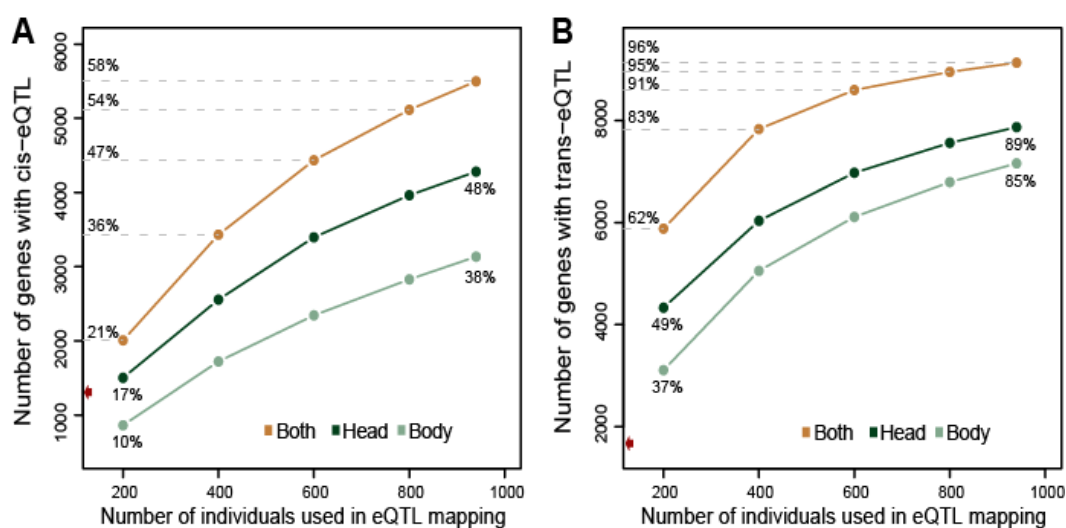 A
B
Number of genes with cis-eQTL
6000
5000
4000
3000
2000
1000
58%
54%
47%
36%
21%
17%
10%
48%
38%
Both Head Body
200 400 600 800 1000
Number of individuals used in eQTL mapping
Number of genes with trans-eQTL
8000
6000
4000
2000
96%
95%
91%
83%
62%
49%
37%
89%
85%
Both Head Body
200 400 600 800 1000
Number of individuals used in eQTL mapping